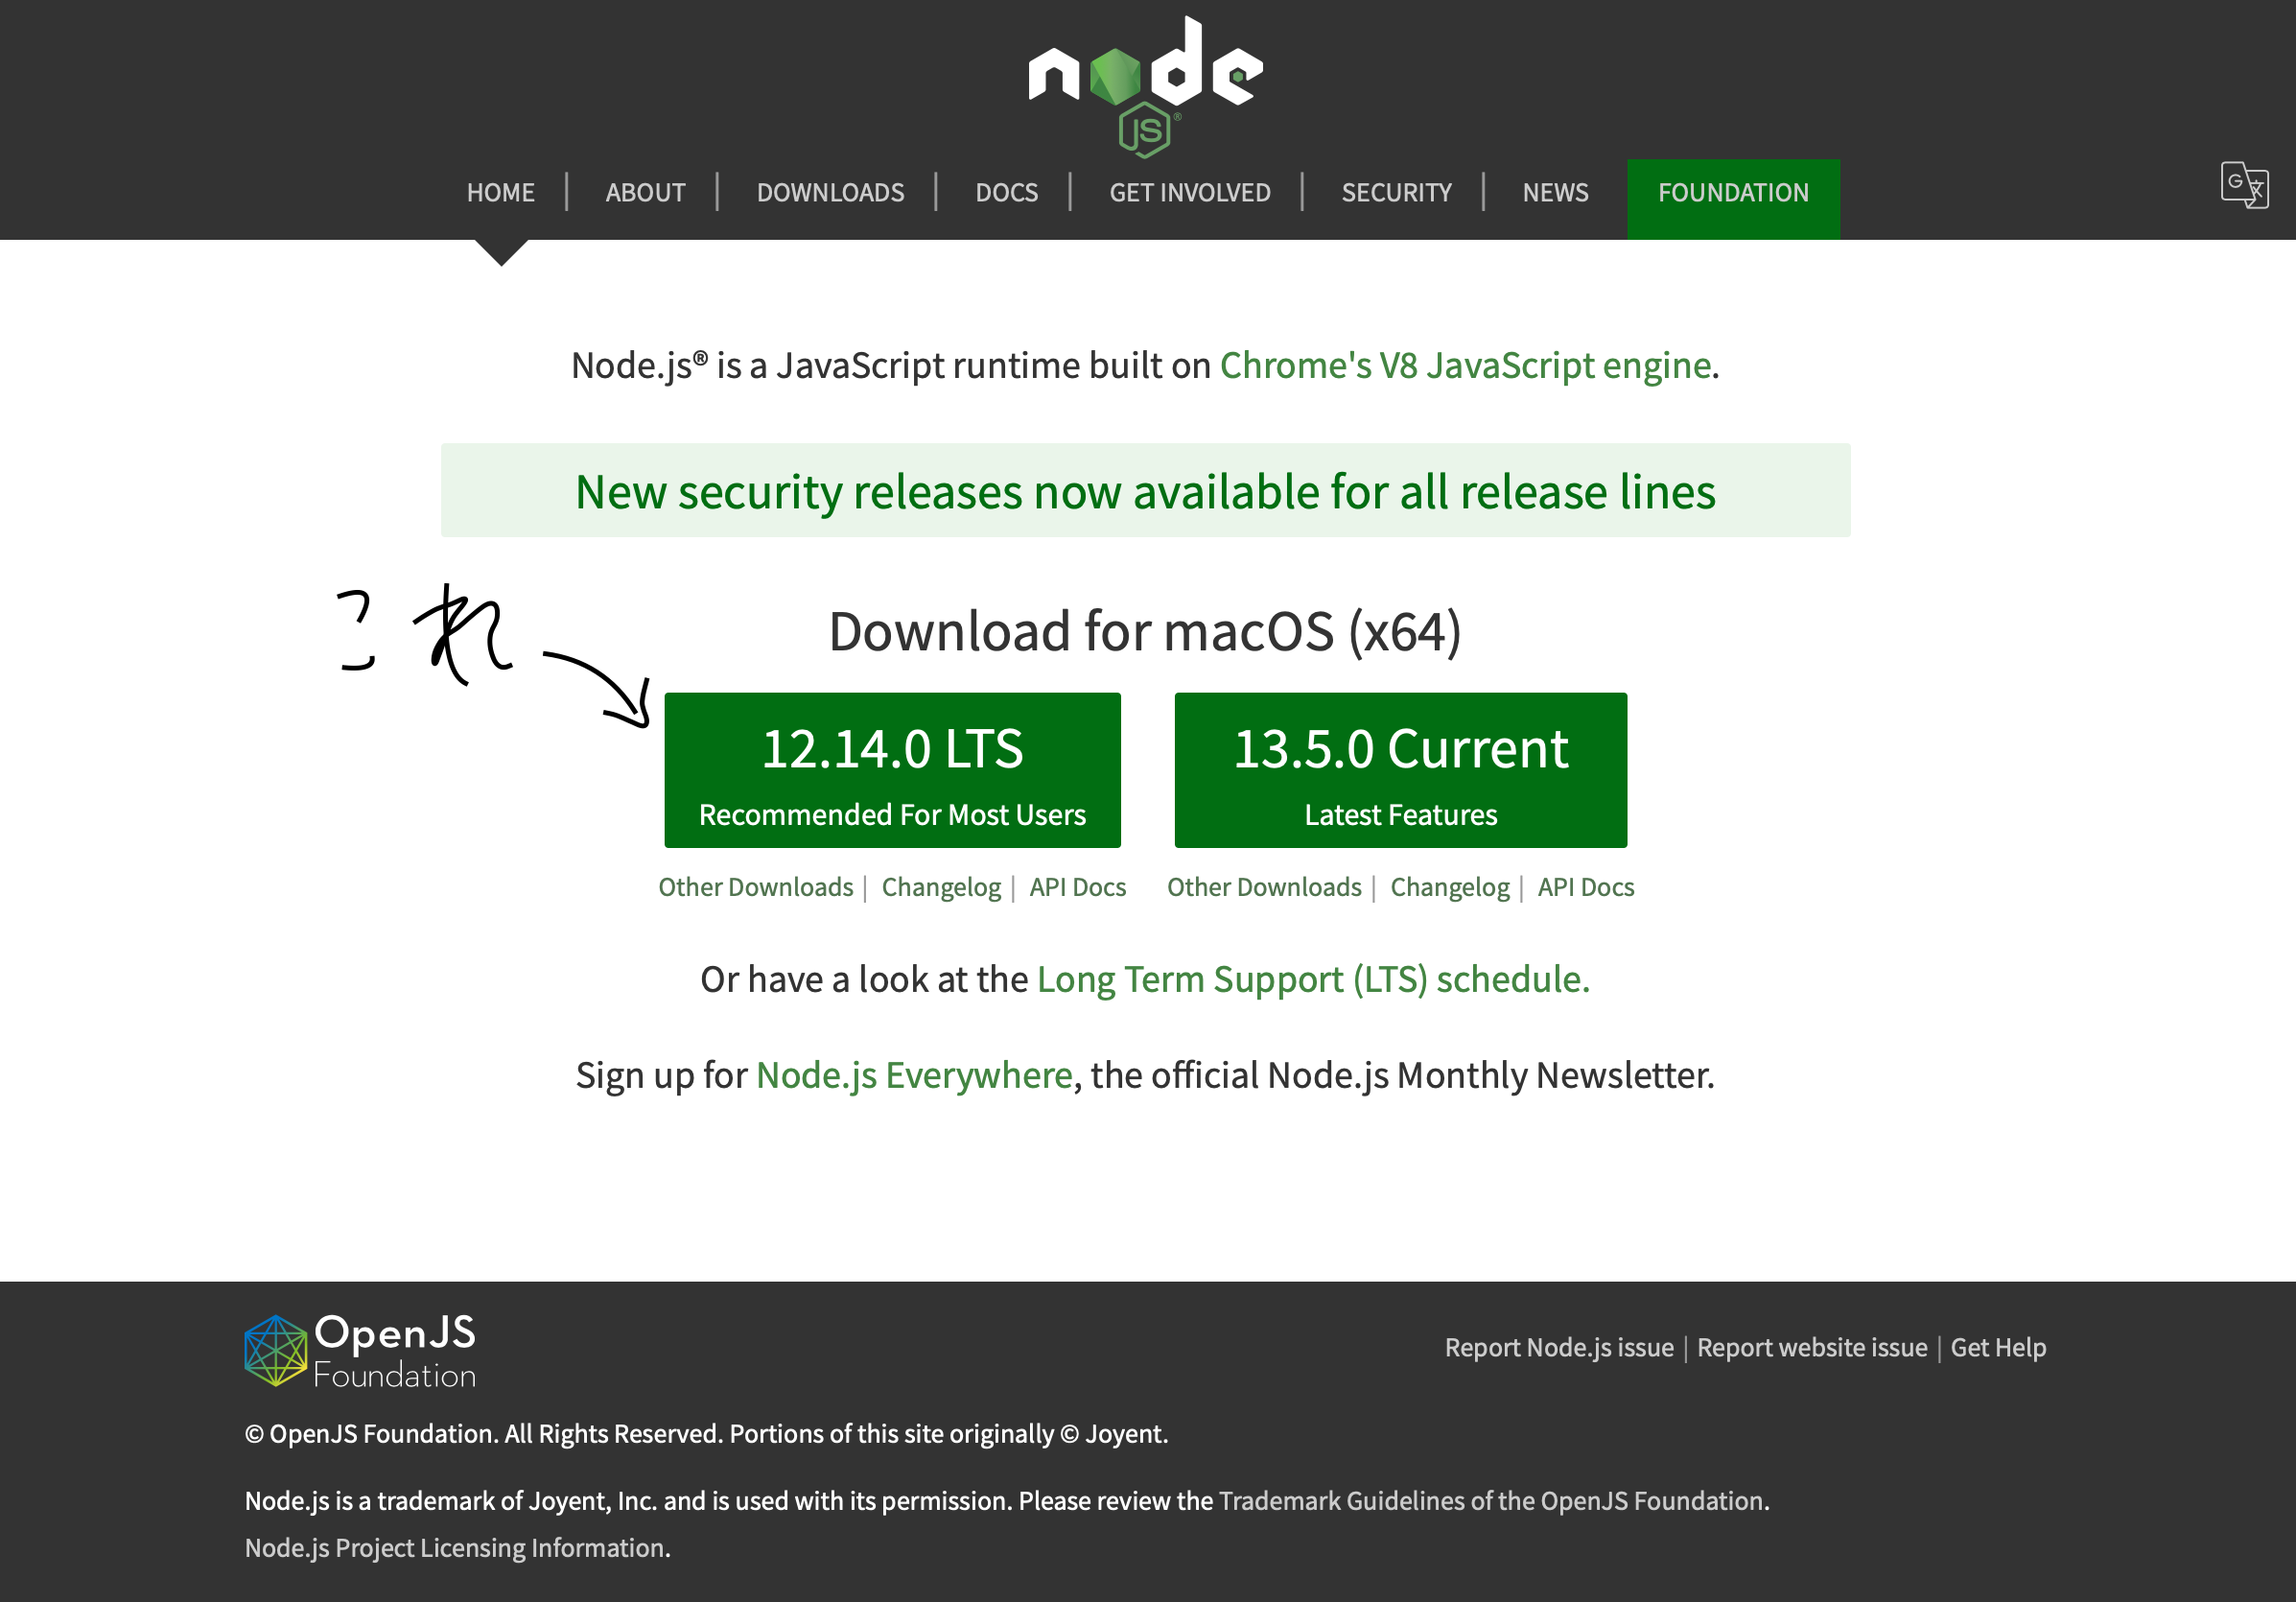 node
JS®
HOME | ABOUT | DOWNLOADS | DOCS | GET INVOLVED | SECURITY | NEWS FOUNDATION
Node.js® is a JavaScript runtime built on Chrome's V8 JavaScript engine.
New security releases now available for all release lines
これ
Download for macOS (x64)
12.14.0 LTS
Recommended For Most Users
13.5.0 Current
Latest Features
Other Downloads | Changelog | API Docs
Other Downloads | Changelog | API Docs
Or have a look at the Long Term Support (LTS) schedule.
Sign up for Node.js Everywhere, the official Node.js Monthly Newsletter.
OpenJS
Foundation
Report Node.js issue | Report website issue | Get Help
© OpenJS Foundation. All Rights Reserved. Portions of this site originally © Joyent.
Node.js is a trademark of Joyent, Inc. and is used with its permission. Please review the Trademark Guidelines of the OpenJS Foundation.
Node.js Project Licensing Information.